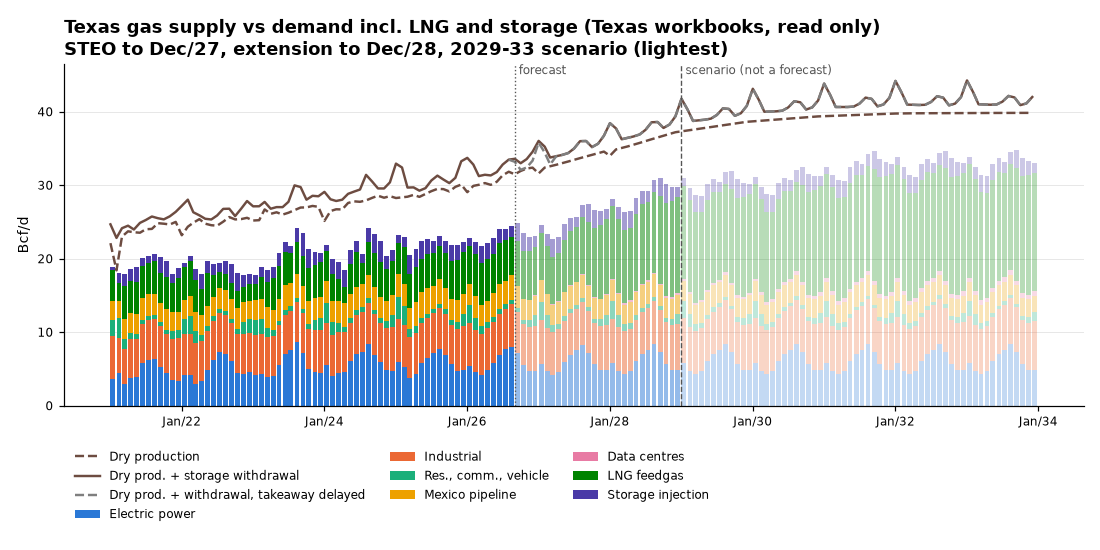 Texas gas supply vs demand incl. LNG and storage (Texas workbooks, read only)
STEO to Dec/27, extension to Dec/28, 2029-33 scenario (lightest)
forecast
scenario (not a forecast)
40
30
20
10
0
Bcf/d
Jan/22
Jan/24
Jan/26
Jan/28
Jan/30
Jan/32
Jan/34
Dry production
Dry prod. + storage withdrawal
Dry prod. + withdrawal, takeaway delayed
Electric power
Industrial
Res., comm., vehicle
Mexico pipeline
Data centres
LNG feedgas
Storage injection